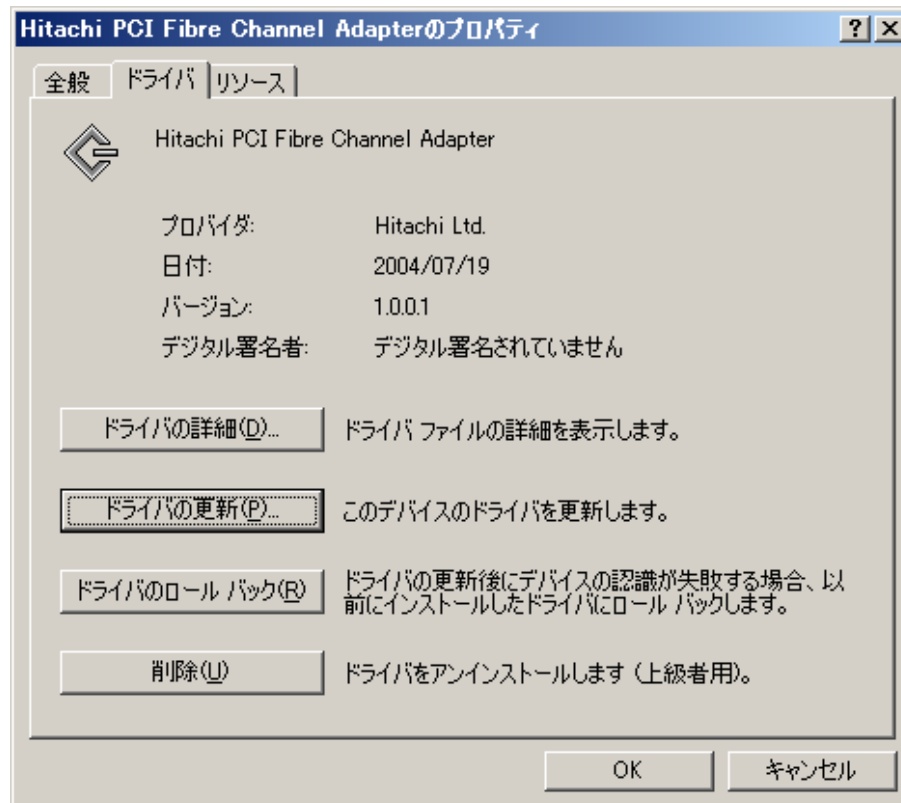 Hitachi PCI Fibre Channel Adapterのプロパティ
全般 ドライバ リソース
Hitachi PCI Fibre Channel Adapter
プロバイダ: Hitachi Ltd.
日付: 2004/07/19
バージョン: 1.0.0.1
デジタル署名者: デジタル署名されていません
ドライバの詳細(D)... ドライバ ファイルの詳細を表示します。
ドライバの更新(P)... このデバイスのドライバを更新します。
ドライバのロール バック(R) ドライバの更新後にデバイスの認識が失敗する場合、以
前にインストールしたドライバにロール バックします。
削除(U) ドライバをアンインストールします (上級者用)。
OK キャンセル